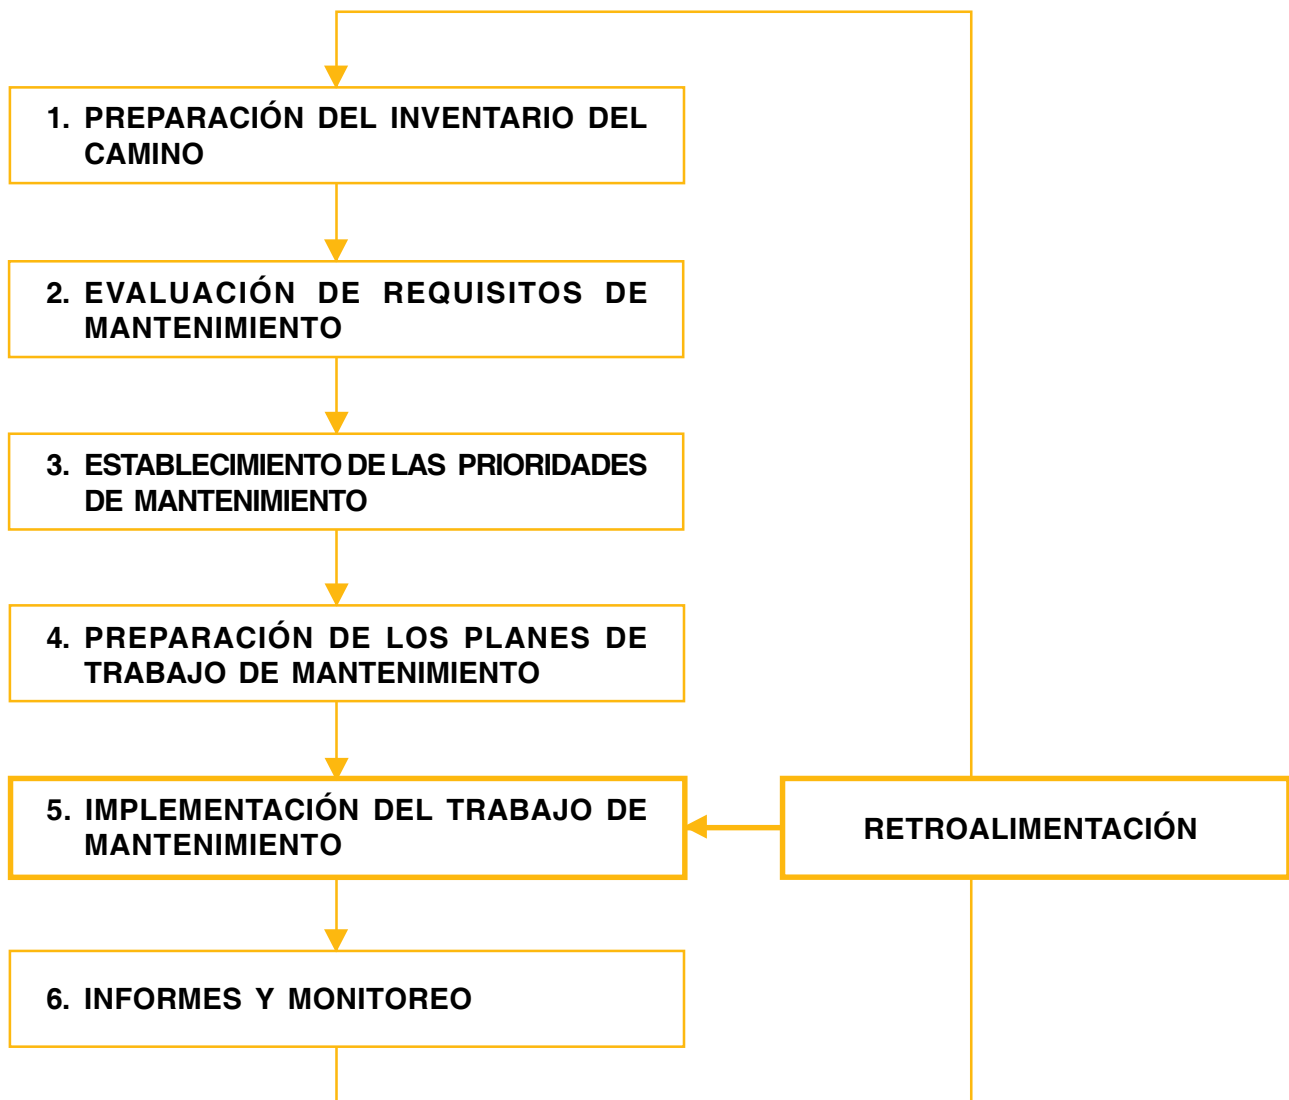 1. PREPARACIÓN DEL INVENTARIO DEL
CAMINO
2. EVALUACIÓN DE REQUISITOS DE
MANTENIMIENTO
3. ESTABLECIMIENTO DE LAS PRIORIDADES
DE MANTENIMIENTO
4. PREPARACIÓN DE LOS PLANES DE
TRABAJO DE MANTENIMIENTO
5. IMPLEMENTACIÓN DEL TRABAJO DE
MANTENIMIENTO
RETROALIMENTACIÓN
6. INFORMES Y MONITOREO